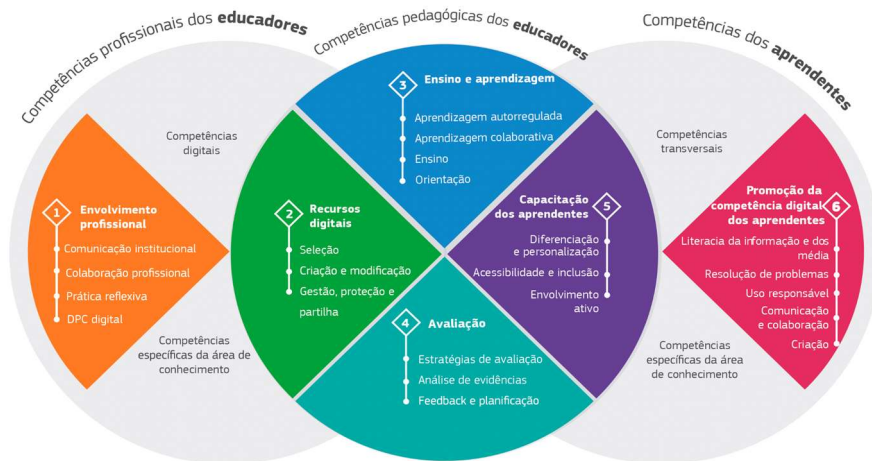 Competências profissionais dos educadores
Competências pedagógicas dos educadores
Competências dos aprendentes
Competências
digitais
1
Envolvimento
profissional
Comunicação institucional
Colaboração profissional
Prática reflexiva
DPC digital
Competências
específicas da área de
conhecimento
2
Recursos
digitais
Seleção
Criação e modificação
Gestão, proteção e
partilha
3
Ensino e aprendizagem
Aprendizagem autorregulada
Aprendizagem colaborativa
Ensino
Orientação
4
Avaliação
Estratégias de avaliação
Análise de evidências
Feedback e planificação
5
Capacitação
dos aprendentes
Diferenciação
e personalização
Acessibilidade e inclusão
Envolvimento
ativo
Competências
transversais
6
Promoção da
competência digital
dos aprendentes
Literacia da informação e dos
média
Resolução de problemas
Uso responsável
Comunicação
e colaboração
Criação
Competências
específicas da área
de conhecimento